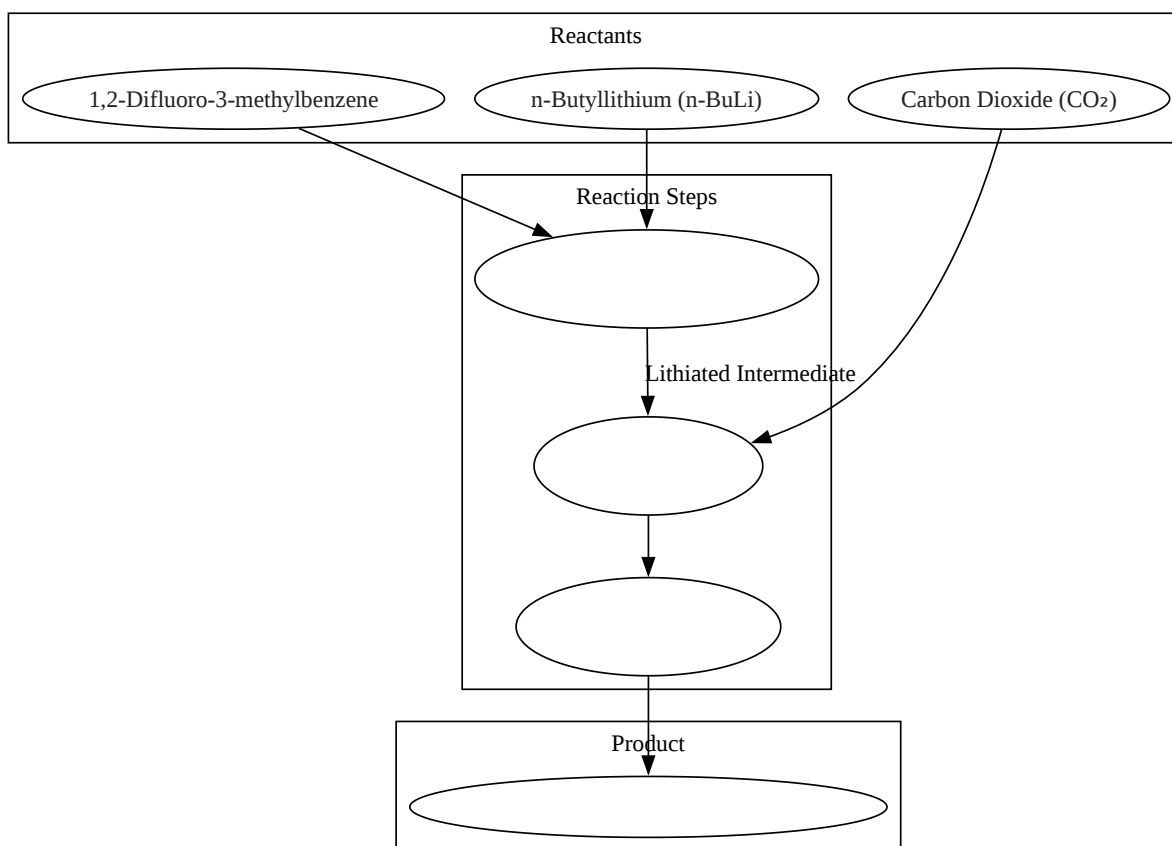 Reactants
1,2-Difluoro-3-methylbenzene
n-Butyllithium (n-BuLi)
Carbon Dioxide (CO₂)
Reaction Steps
Lithiated Intermediate
Product